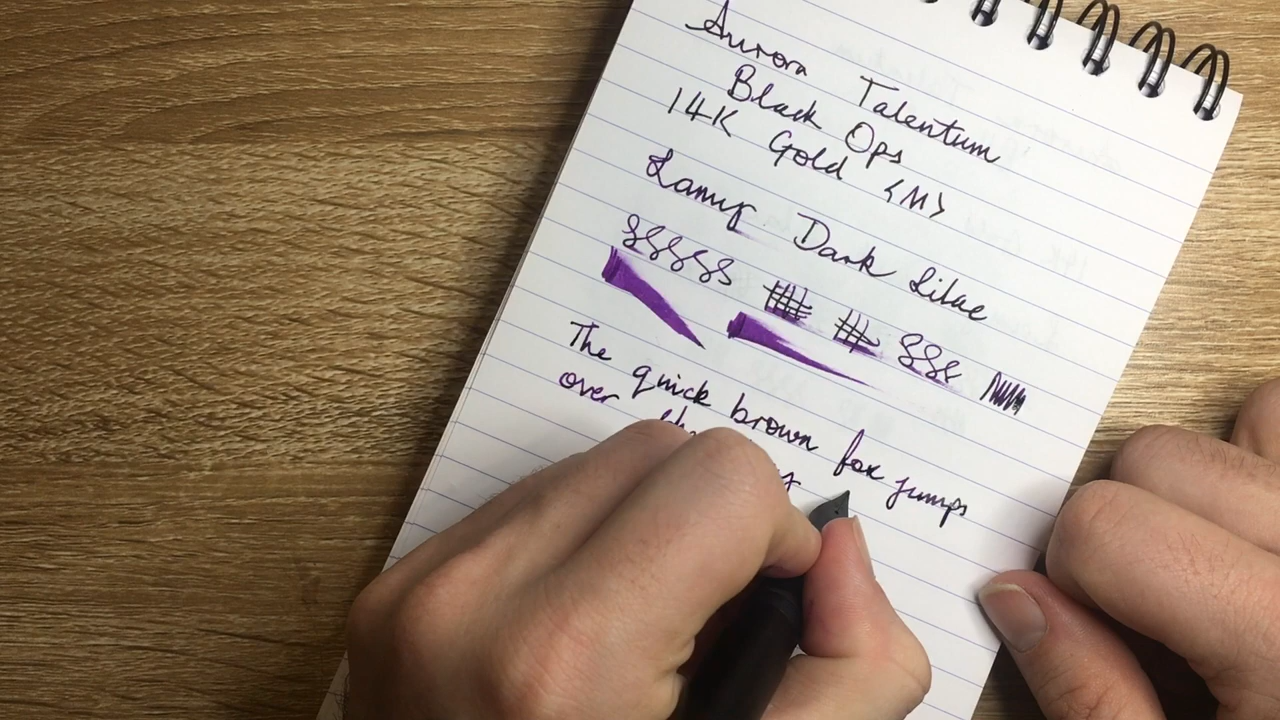 Aurora Talentum
Black Ops
14K Gold <M>
Lamy Dark Lilac
The quick brown fox jumps
over